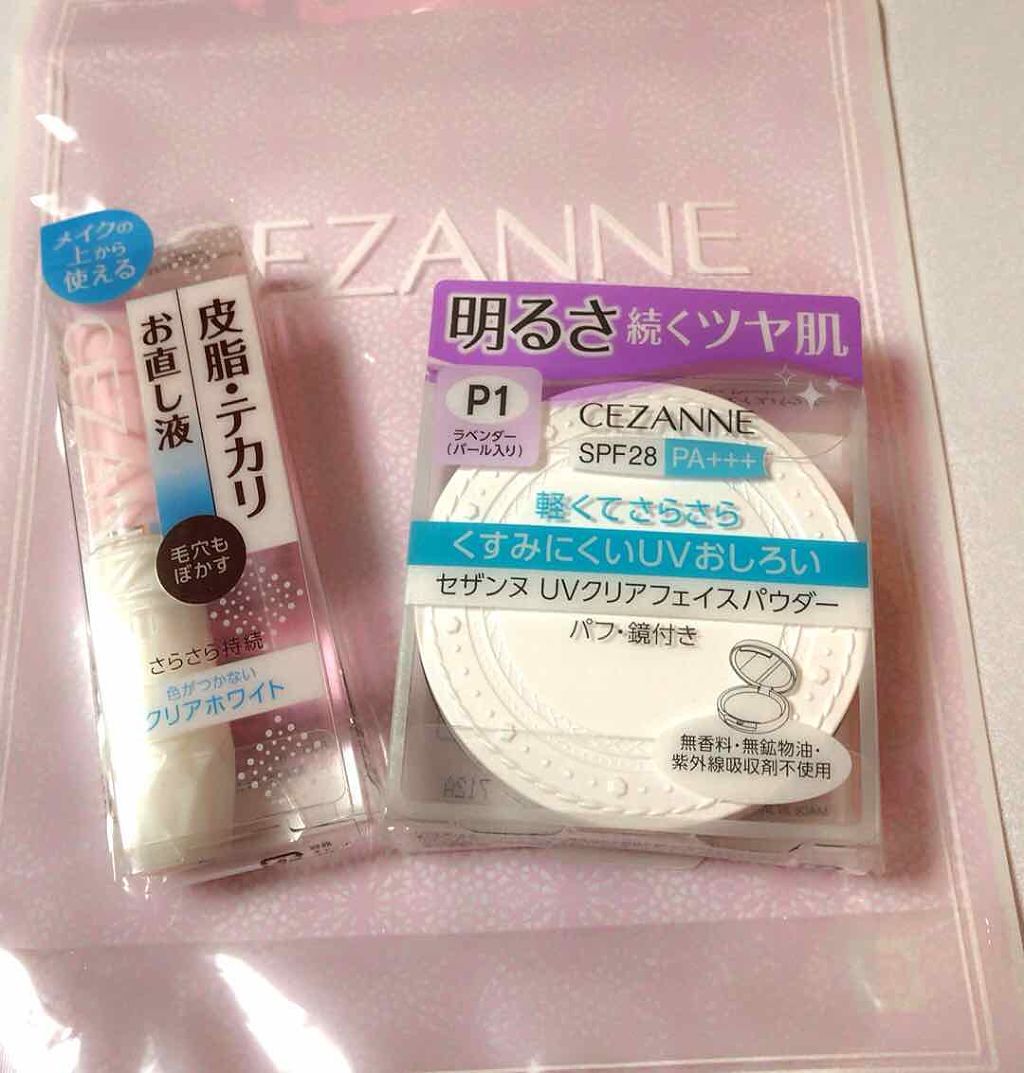 CEZANNE
メイクの
上から
使える
皮脂・テカリ
お直し液
毛穴も
ぼかす
さらさら持続
色がつかない
クリアホワイト
明るさ続くツヤ肌
P1
ラベンダー
(パール入り)
CEZANNE
SPF28 PA+++
軽くてさらさら
くすみにくいUVおしろい
セザンヌ UVクリアフェイスパウダー
パフ・鏡付き
無香料・無鉱物油・
紫外線吸収剤不使用
712A